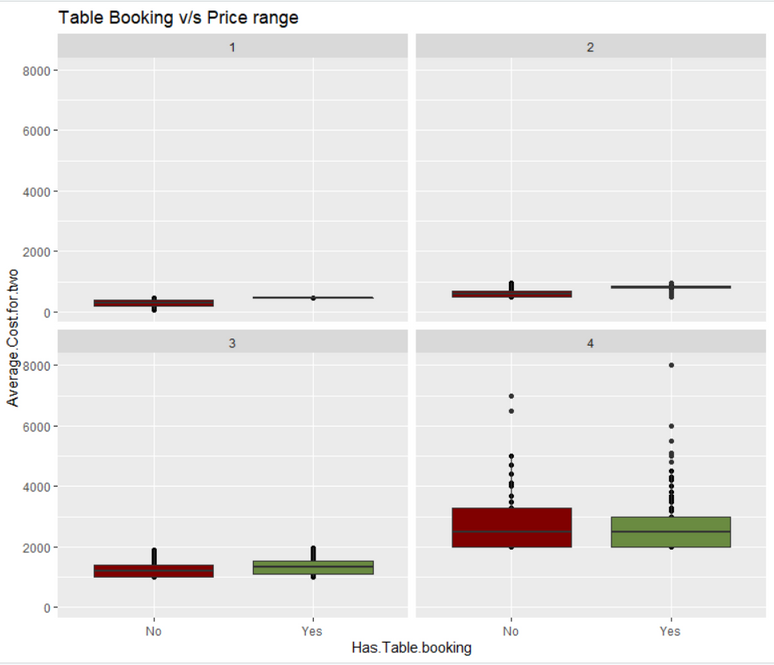 Table Booking v/s Price range
1
2
8000
6000
4000
2000
0
3
4
8000
6000
4000
2000
0
No
Yes
No
Yes
Has.Table.booking
Average.Cost.for.two